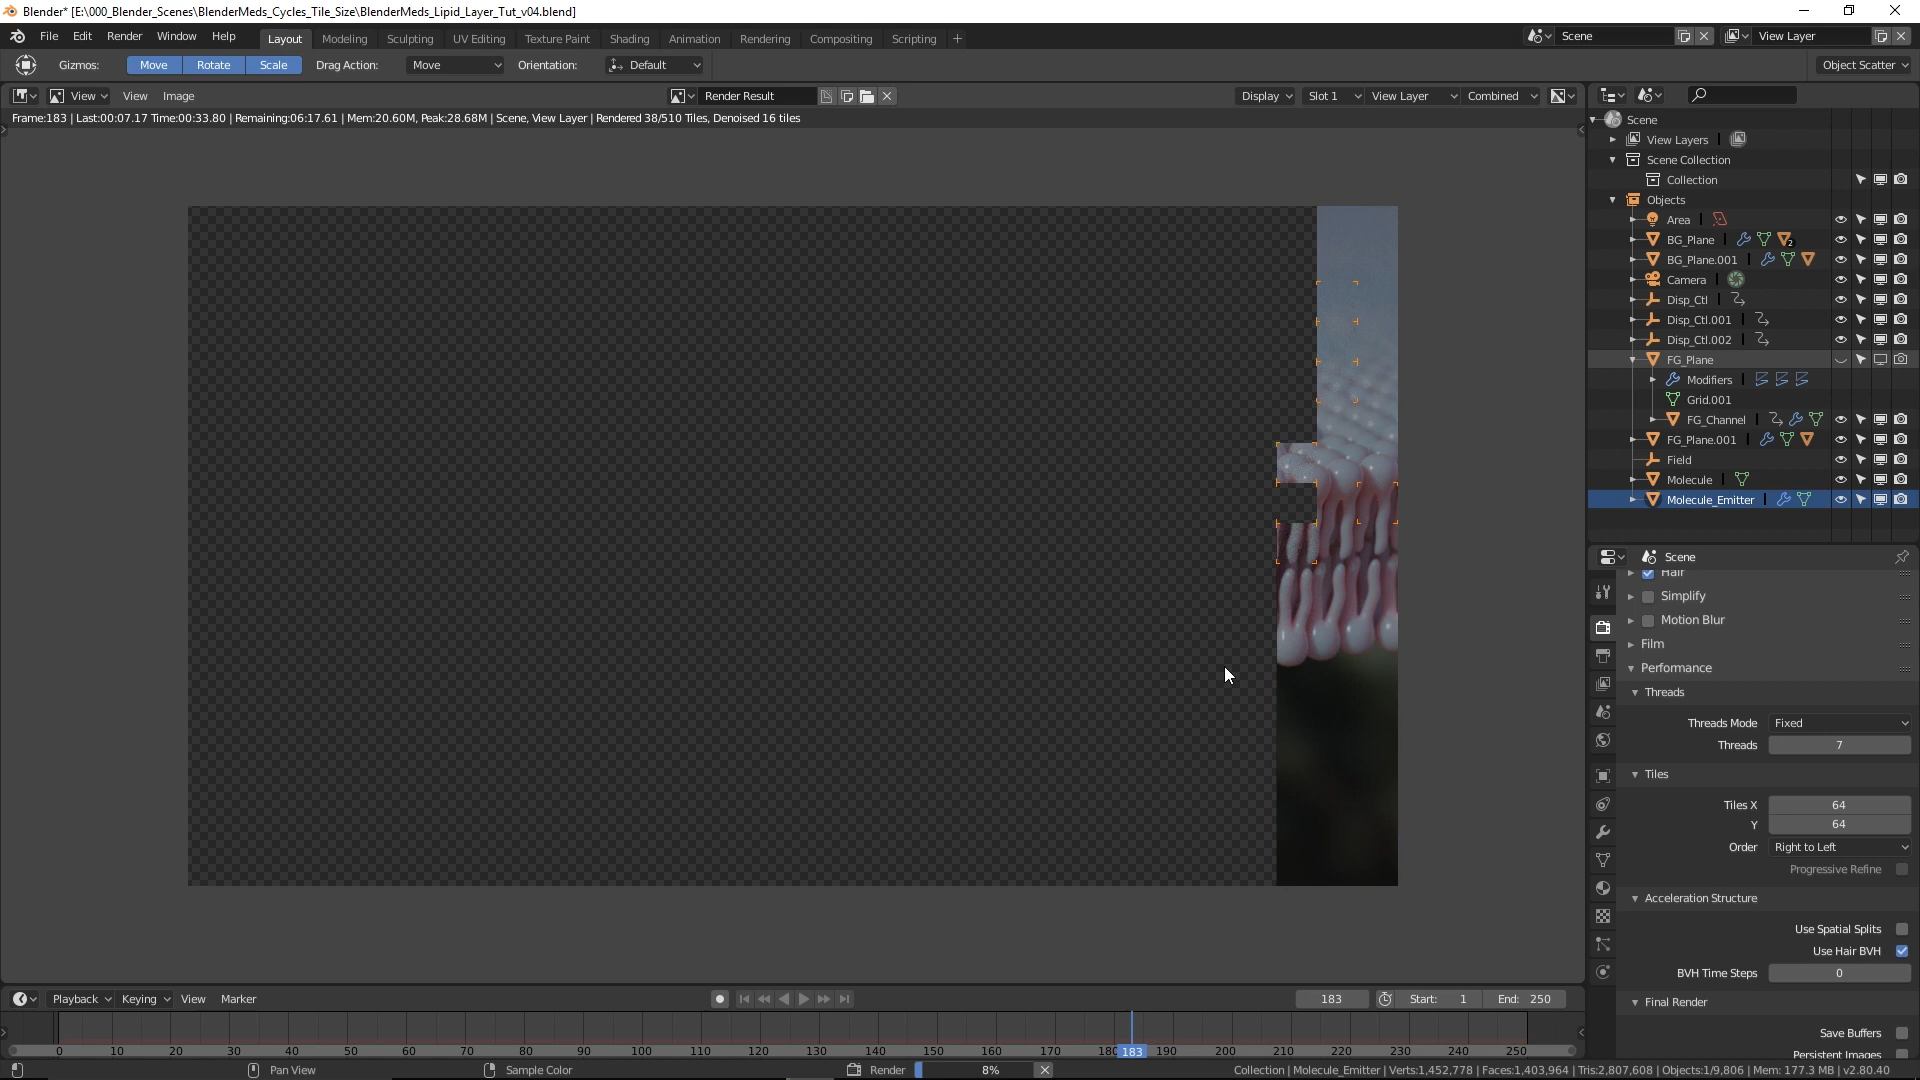 Blender* [E:\000_Blender_Scenes\BlenderMeds_Cycles_Tile_Size\BlenderMeds_Lipid_Layer_Tut_v04.blend]
File Edit Render Window Help Layout Modeling Sculpting UV Editing Texture Paint Shading Animation Rendering Compositing Scripting + Scene View Layer
Gizmos: Move Rotate Scale Drag Action: Move Orientation: Default Object Scatter
View View Image Render Result Display Slot 1 View Layer Combined
Frame:183 | Last:00:07.17 Time:00:33.80 | Remaining:06:17.61 | Mem:20.60M, Peak:28.68M | Scene, View Layer | Rendered 38/510 Tiles, Denoised 16 tiles
Scene
View Layers
Scene Collection
Collection
Objects
Area
BG_Plane 2
BG_Plane.001
Camera
Disp_Ctl
Disp_Ctl.001
Disp_Ctl.002
FG_Plane
Modifiers
Grid.001
FG_Channel
FG_Plane.001
Field
Molecule
Molecule_Emitter
Scene
Hair
Simplify
Motion Blur
Film
Performance
Threads
Threads Mode Fixed
Threads 7
Tiles
Tiles X 64
Y 64
Order Right to Left
Progressive Refine
Acceleration Structure
Use Spatial Splits
Use Hair BVH
BVH Time Steps 0
Final Render
Save Buffers
Persistent Images
Playback Keying View Marker 183 Start: 1 End: 250
0 10 20 30 40 50 60 70 80 90 100 110 120 130 140 150 160 170 180 183 190 200 210 220 230 240 250
Pan View Sample Color Render 8% Collection | Molecule_Emitter | Verts:1,452,778 | Faces:1,403,964 | Tris:2,807,608 | Objects:1/9,806 | Mem: 177.3 MB | v2.80.40